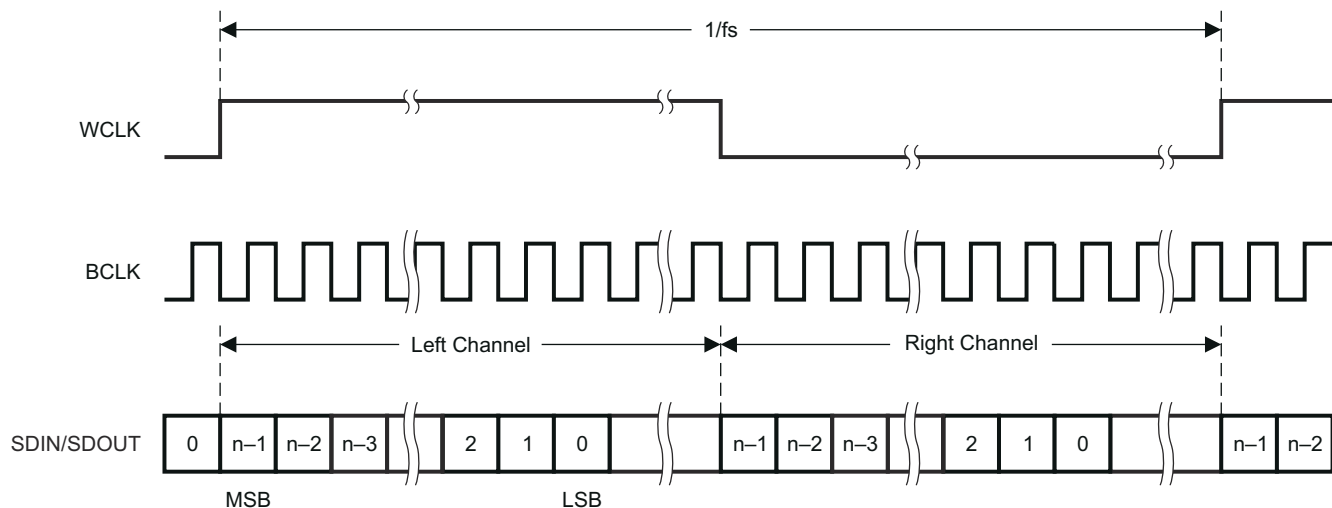 1/fs
WCLK
BCLK
Left Channel
Right Channel
SDIN/SDOUT
0 n–1 n–2 n–3 2 1 0 n–1 n–2 n–3 2 1 0 n–1 n–2
MSB LSB